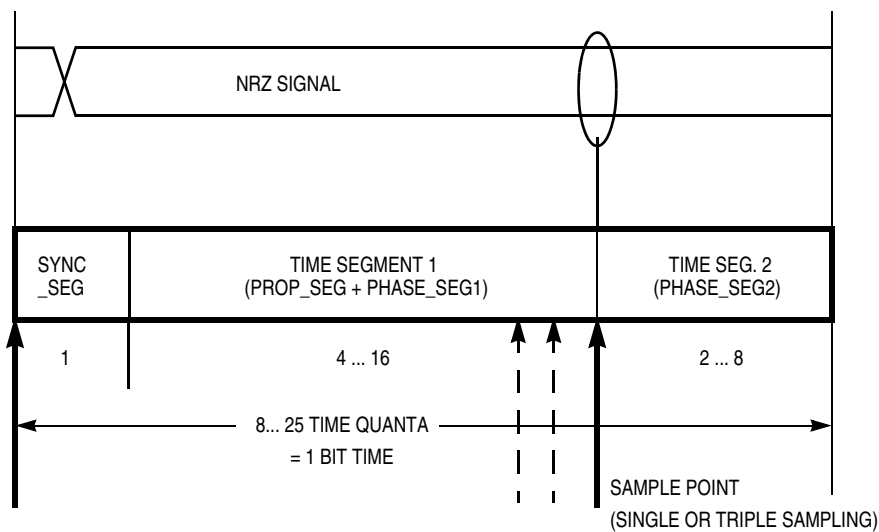 NRZ SIGNAL
SYNC
_SEG
TIME SEGMENT 1
(PROP_SEG + PHASE_SEG1)
TIME SEG. 2
(PHASE_SEG2)
1
4 ... 16
2 ... 8
8... 25 TIME QUANTA
= 1 BIT TIME
SAMPLE POINT
(SINGLE OR TRIPLE SAMPLING)